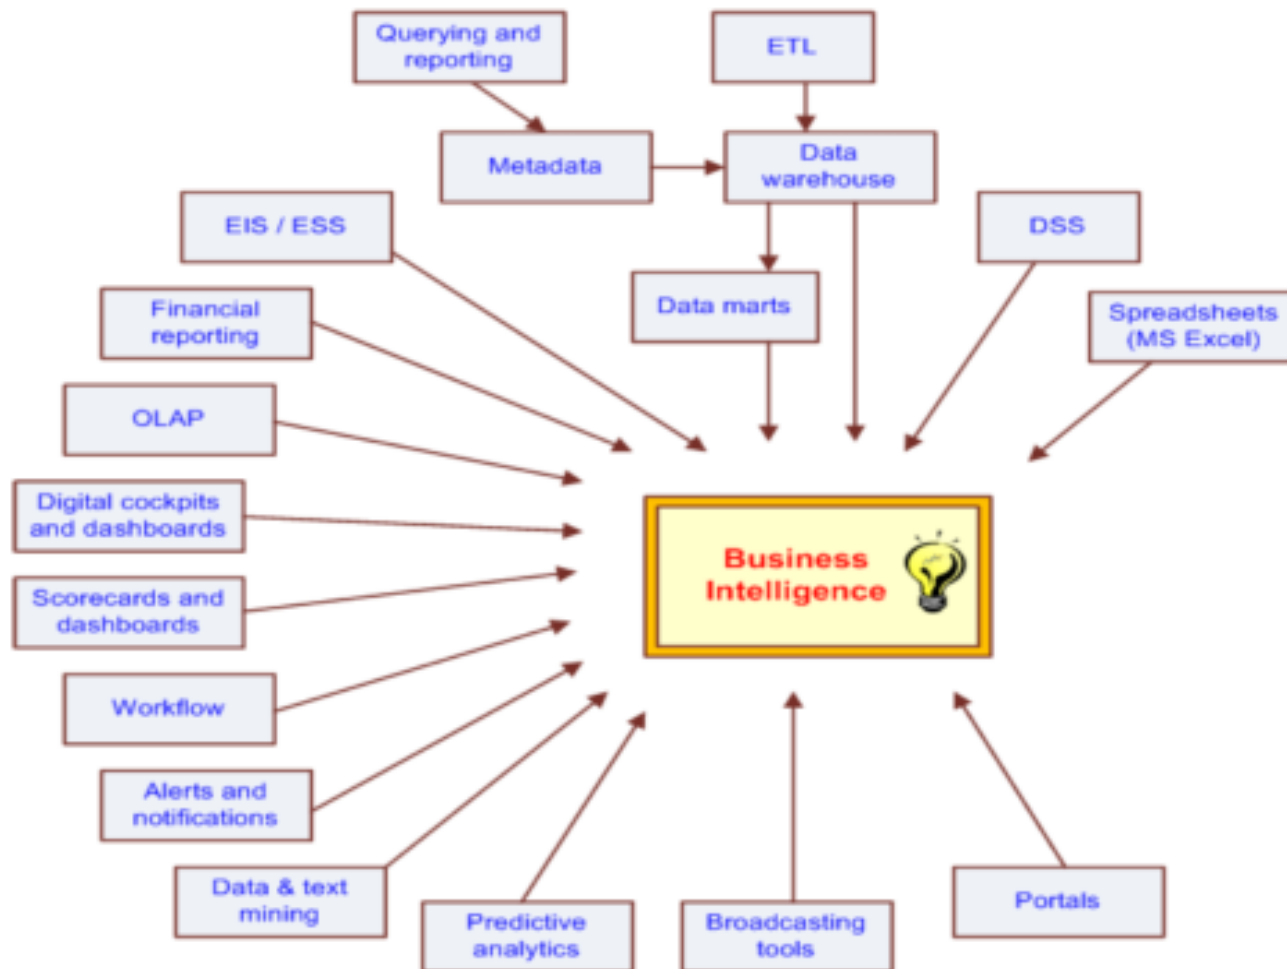 Querying and
reporting
ETL
Metadata
Data
warehouse
EIS / ESS
DSS
Data marts
Financial
reporting
Spreadsheets
(MS Excel)
OLAP
Digital cockpits
and dashboards
Business
Intelligence
Scorecards and
dashboards
Workflow
Alerts and
notifications
Data & text
mining
Predictive
analytics
Broadcasting
tools
Portals